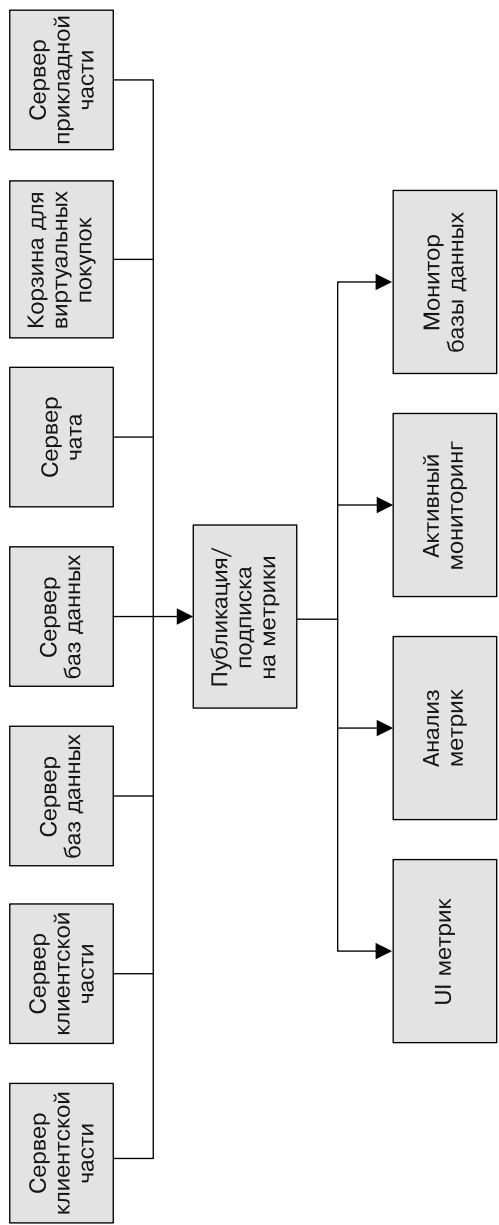 Сервер
клиентской
части
Сервер
клиентской
части
Сервер
баз данных
Сервер
баз данных
Сервер
чата
Корзина для
виртуальных
покупок
Сервер
прикладной
части
Публикация/
подписка
на метрики
UI метрик
Анализ
метрик
Активный
мониторинг
Монитор
базы данных